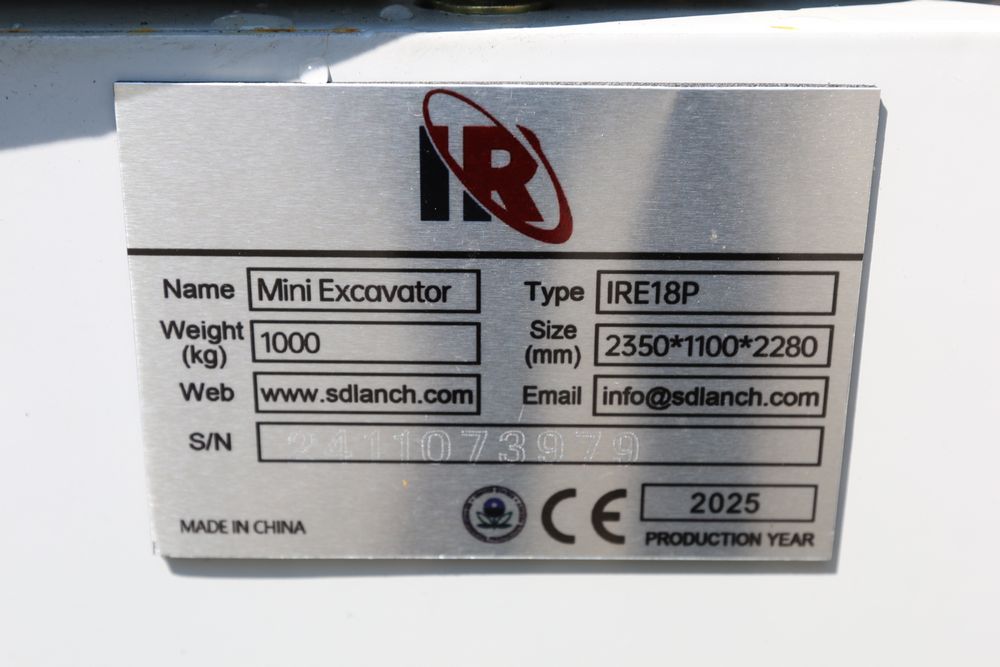 IR
Name Mini Excavator Type IRE18P
Weight (kg) 1000 Size (mm) 2350*1100*2280
Web www.sdlanch.com Email info@sdlanch.com
S/N 2411073979
MADE IN CHINA
CE
2025
PRODUCTION YEAR